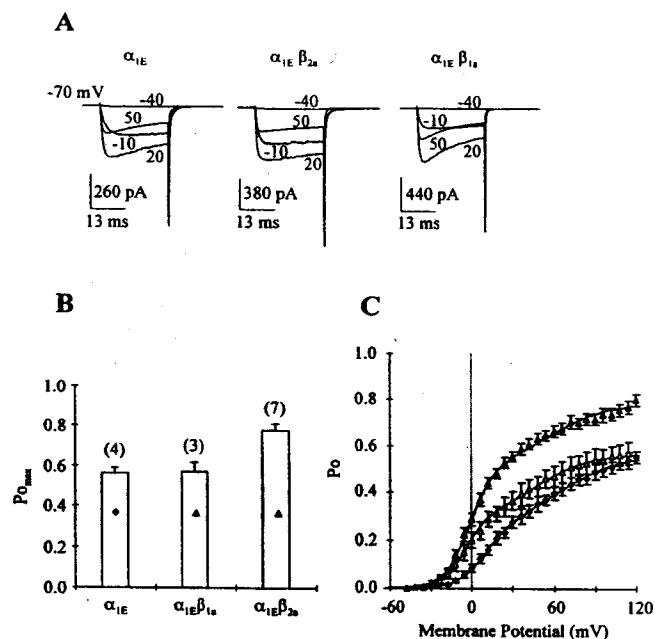 A
α1E
α1E β2a
α1E β1a
-70 mV
-40
50
-10
20
260 pA
13 ms
-40
50
-10
20
380 pA
13 ms
-40
-10
50
20
440 pA
13 ms
B
Pomax
1.0
0.8
0.6
0.4
0.2
0.0
(4)
(3)
(7)
α1E
α1Eβ1a
α1Eβ2a
C
Po
1.0
0.8
0.6
0.4
0.2
0.0
-60
0
60
120
Membrane Potential (mV)